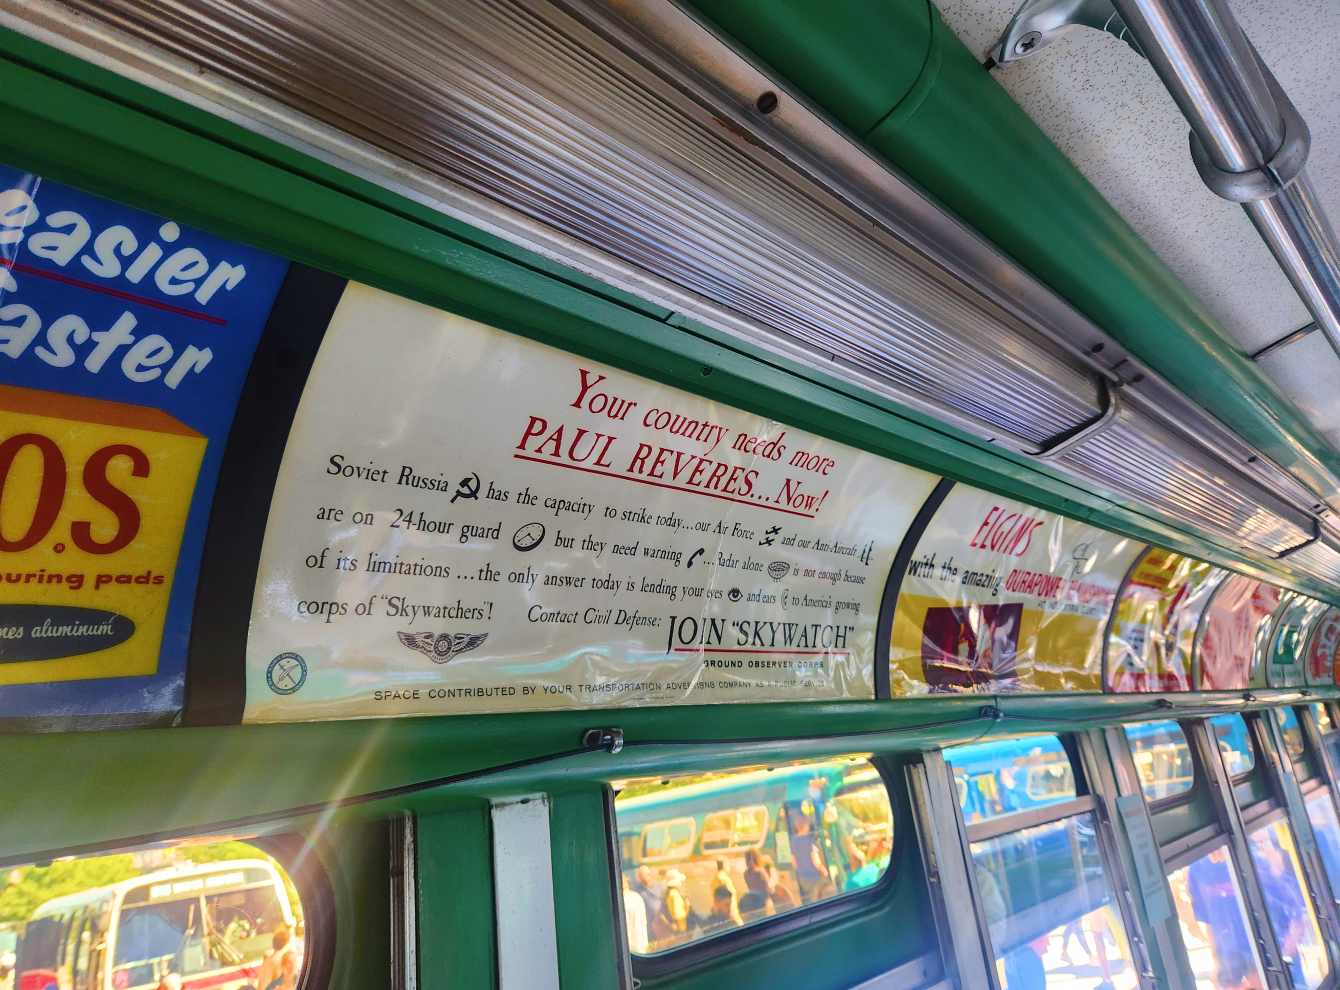 easier
aster
O.S
ouring pads
nes aluminum
Your country needs more
PAUL REVERES...Now!
Soviet Russia has the capacity to strike today...our Air Force and our Anti-Aircraft
are on 24-hour guard but they need warning ...Radar alone is not enough because
of its limitations ...the only answer today is lending your eyes and ears to America's growing
corps of "Skywatchers"! Contact Civil Defense: JOIN "SKYWATCH"
GROUND OBSERVER CORPS
SPACE CONTRIBUTED BY YOUR TRANSPORTATION ADVERTISING COMPANY AS A PUBLIC SERVICE
ELGINS
with the amazing DURAPOWER